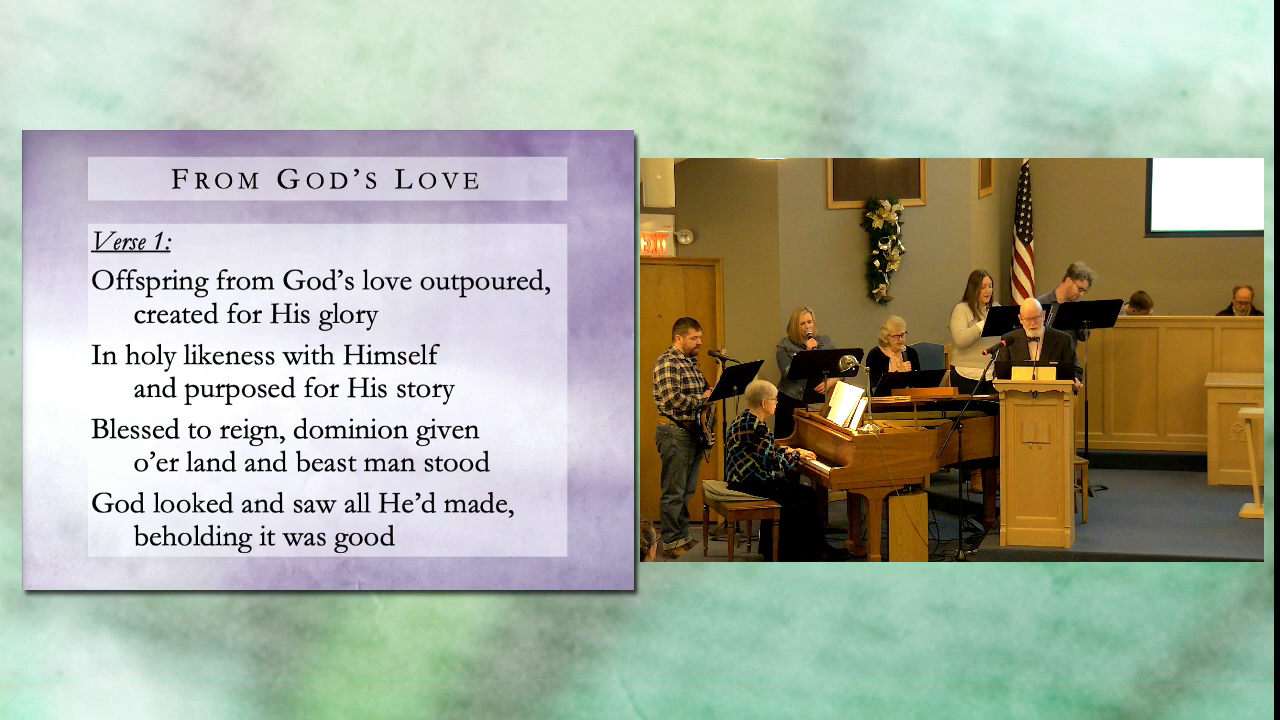 From God’s Love
Verse 1:
Offspring from God’s love outpoured,
created for His glory
In holy likeness with Himself
and purposed for His story
Blessed to reign, dominion given
o’er land and beast man stood
God looked and saw all He’d made,
beholding it was good